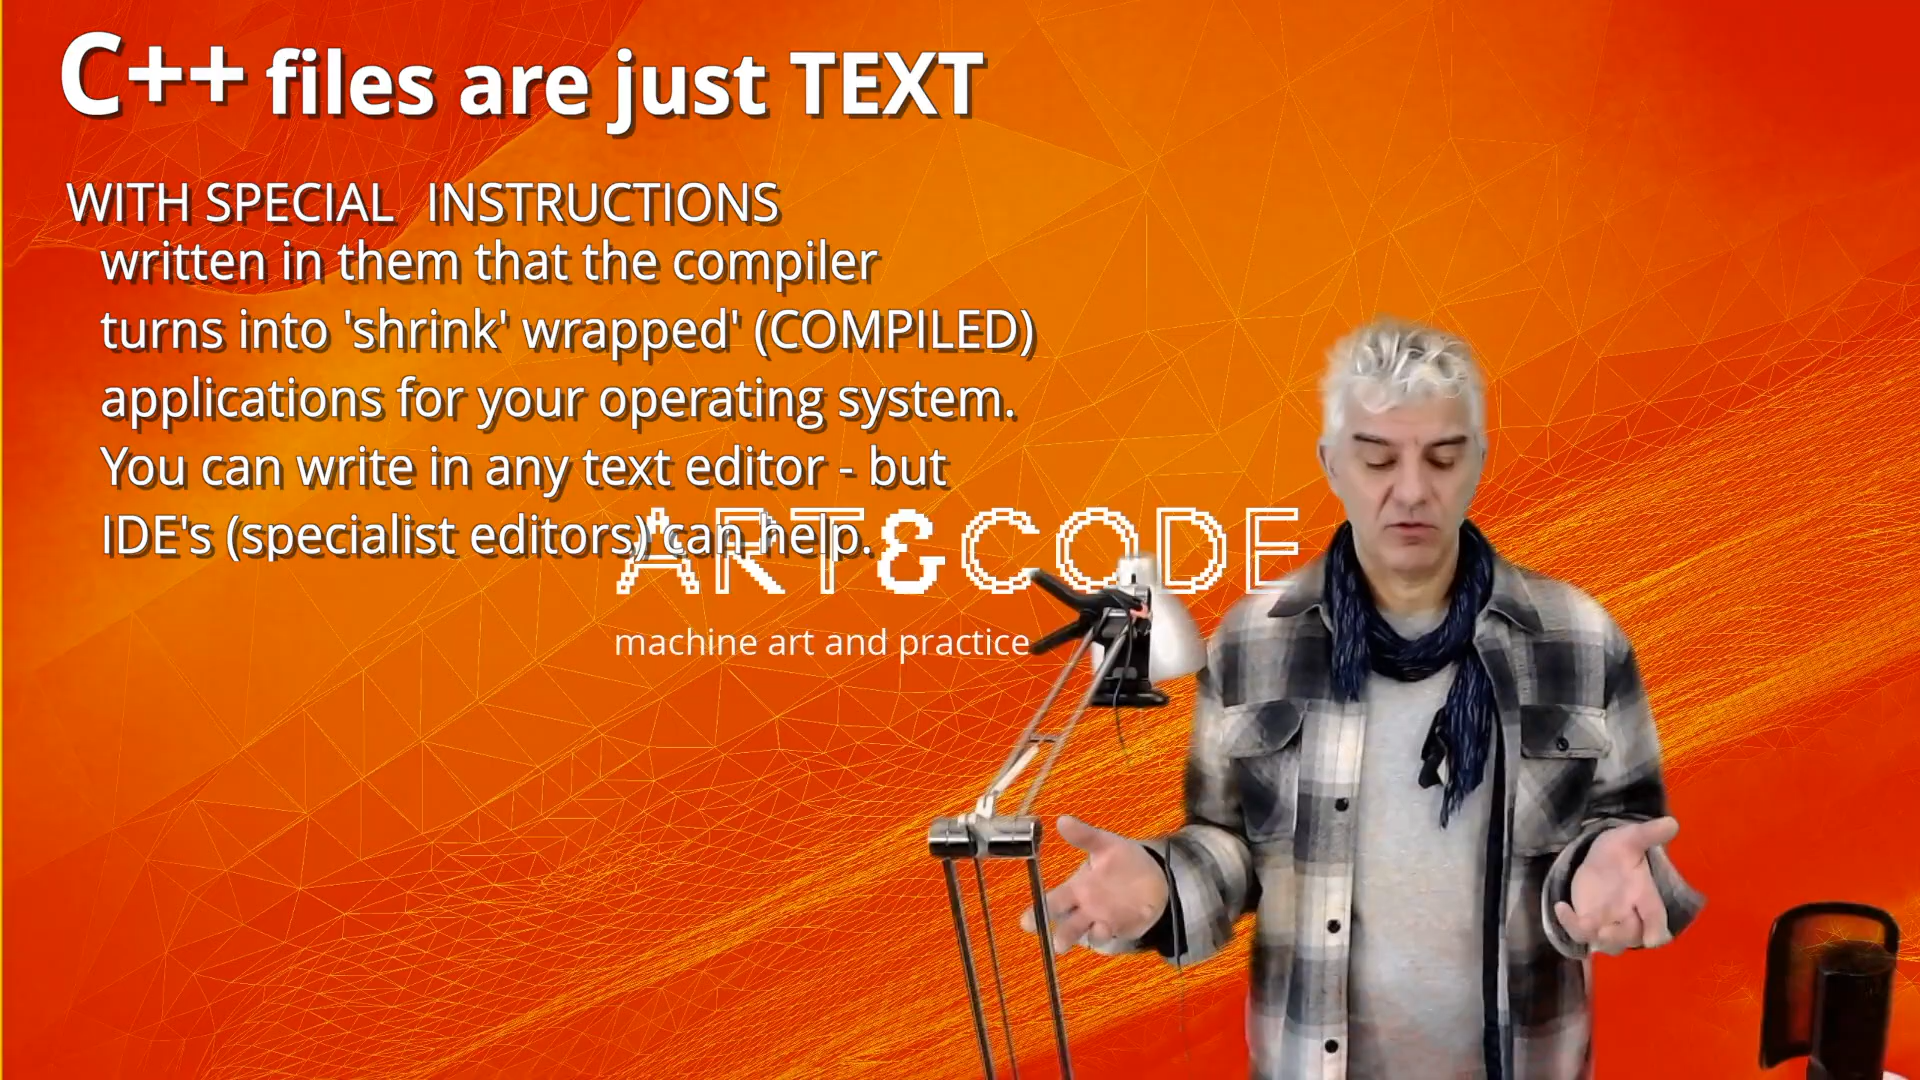 C++ files are just TEXT
WITH SPECIAL INSTRUCTIONS
written in them that the compiler
turns into 'shrink' wrapped' (COMPILED)
applications for your operating system.
You can write in any text editor - but
IDE's (specialist editors) can help.
ART&CODE
machine art and practice